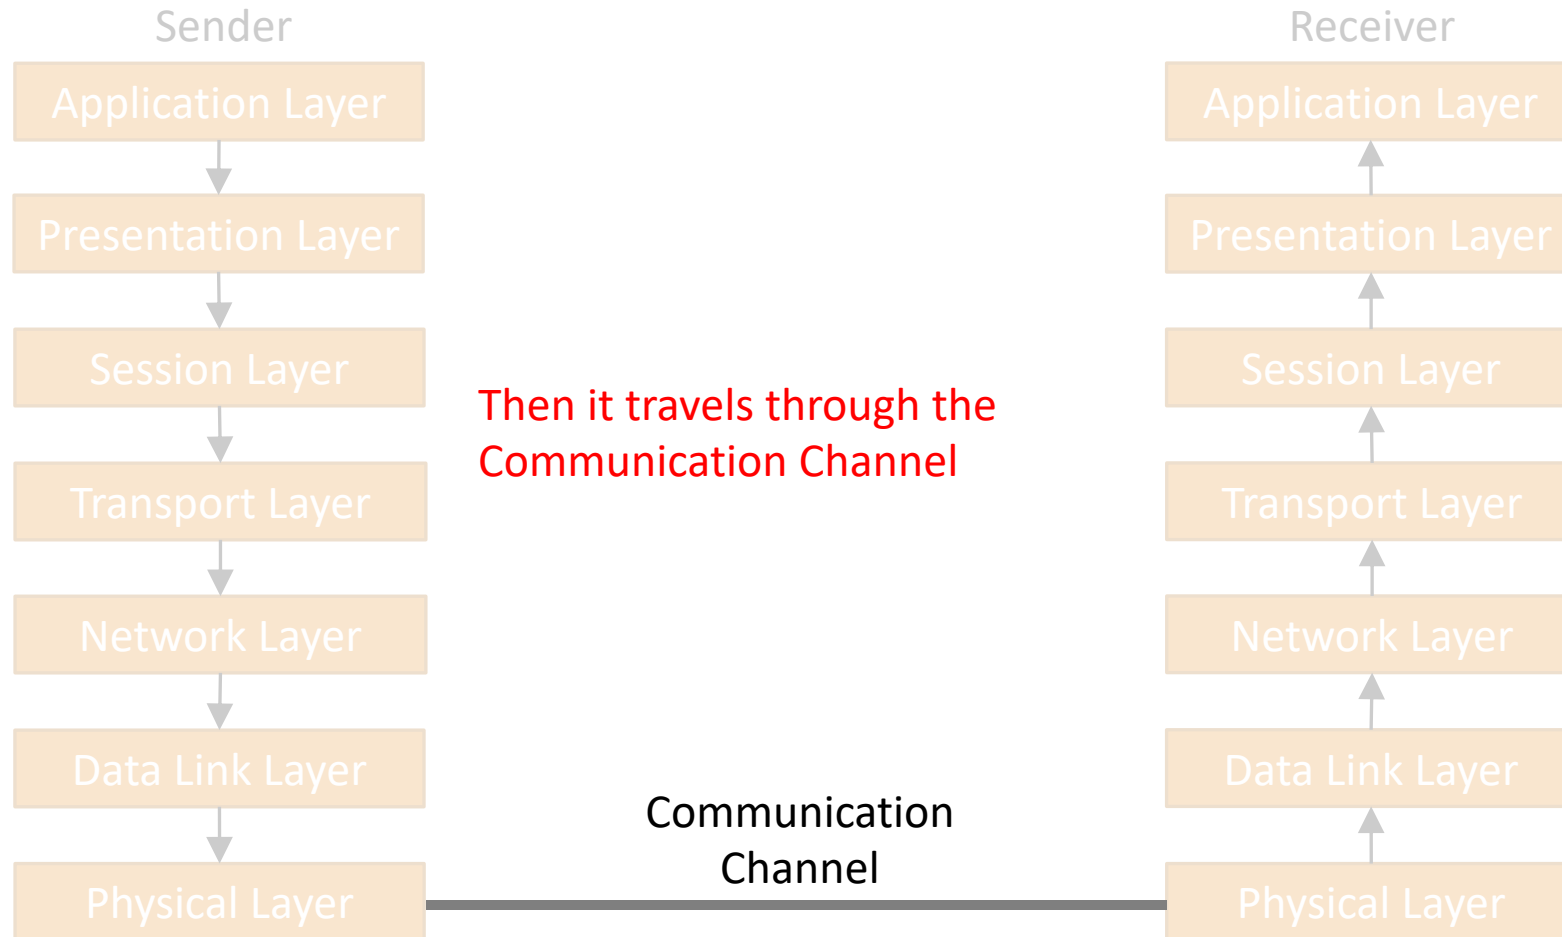 Sender
Receiver
Application Layer
Application Layer
Presentation Layer
Presentation Layer
Session Layer
Session Layer
Then it travels through the
Communication Channel
Transport Layer
Transport Layer
Network Layer
Network Layer
Data Link Layer
Data Link Layer
Communication
Channel
Physical Layer
Physical Layer